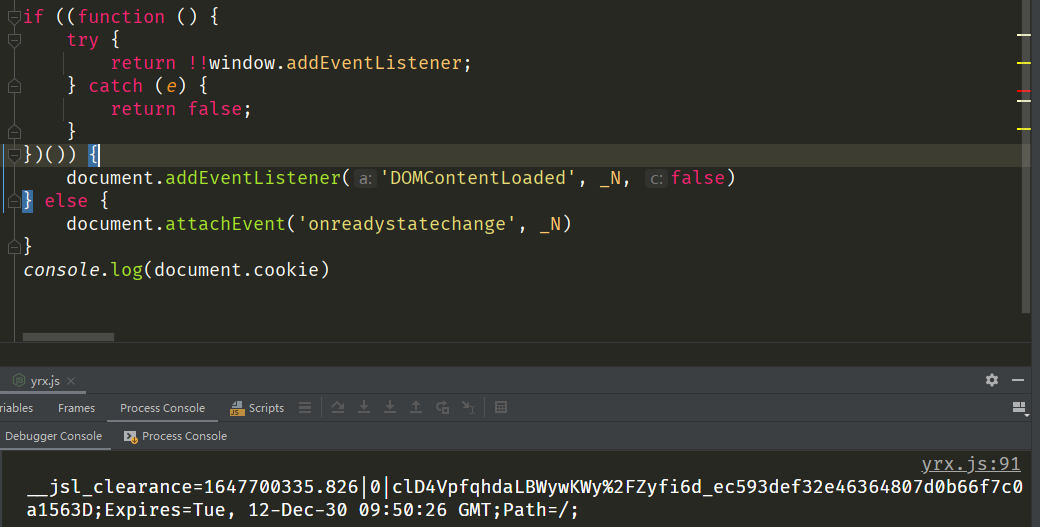 if ((function () {
try {
return !!window.addEventListener;
} catch (e) {
return false;
}
})()) {
document.addEventListener( a: 'DOMContentLoaded', _N, c: false)
} else {
document.attachEvent('onreadystatechange', _N)
}
console.log(document.cookie)
yrx.js ×
riables Frames Process Console Scripts
Debugger Console Process Console
yrx.js:91
__jsl_clearance=1647700335.826|0|clD4VpfqhdaLBWywKWy%2FZyfi6d_ec593def32e46364807d0b66f7c0
a1563D;Expires=Tue, 12-Dec-30 09:50:26 GMT;Path=/;